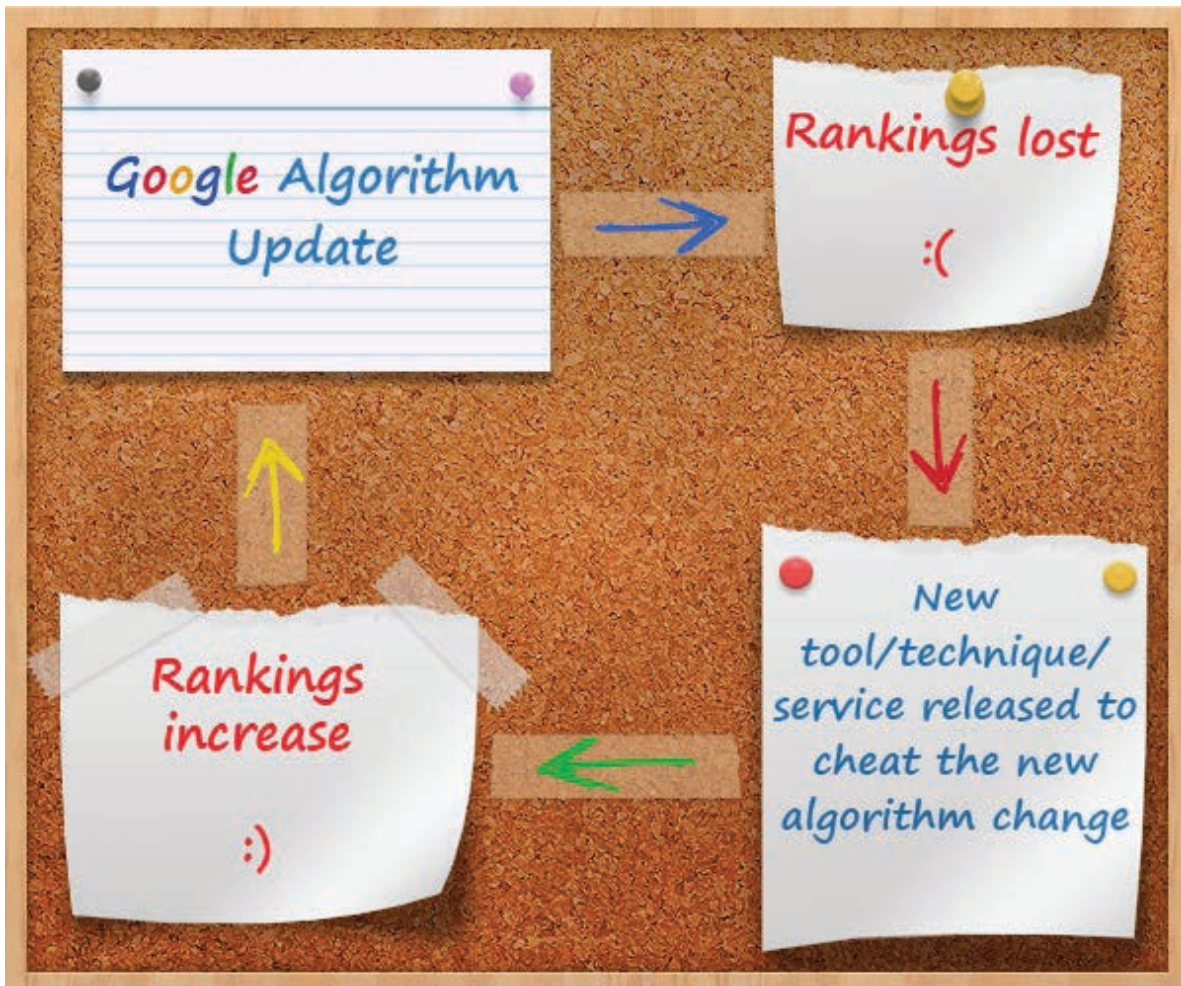 Google Algorithm
Update
Rankings lost
:(
New
tool/technique/
service released to
cheat the new
algorithm change
Rankings
increase
:)